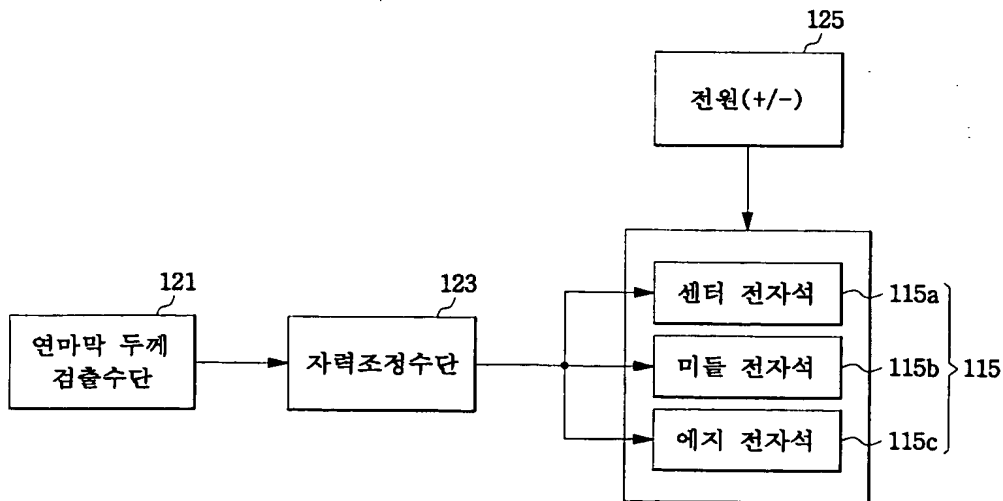 125
전원(+/-)
121
연마막 두께
검출수단
123
자력조정수단
센터 전자석
115a
미들 전자석
115b
115
에지 전자석
115c